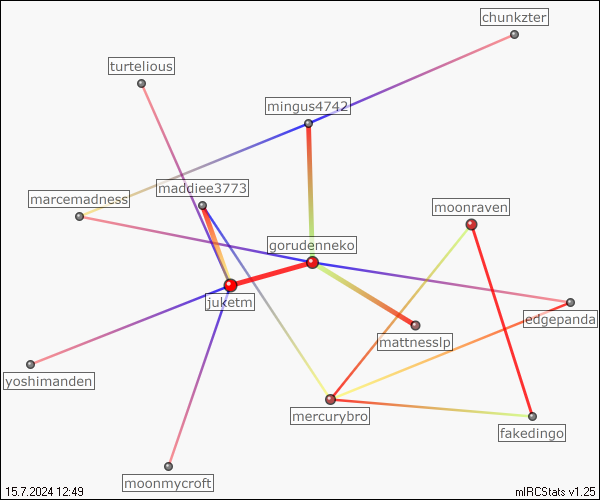 chunkzter
turtelious
mingus4742
maddiee3773
marcemadness
moonraven
gorudenneko
juketm
edgepanda
mattnesslp
yoshimanden
mercurybro
fakedingo
moonmycroft
15.7.2024 12:49
mIRCStats v1.25